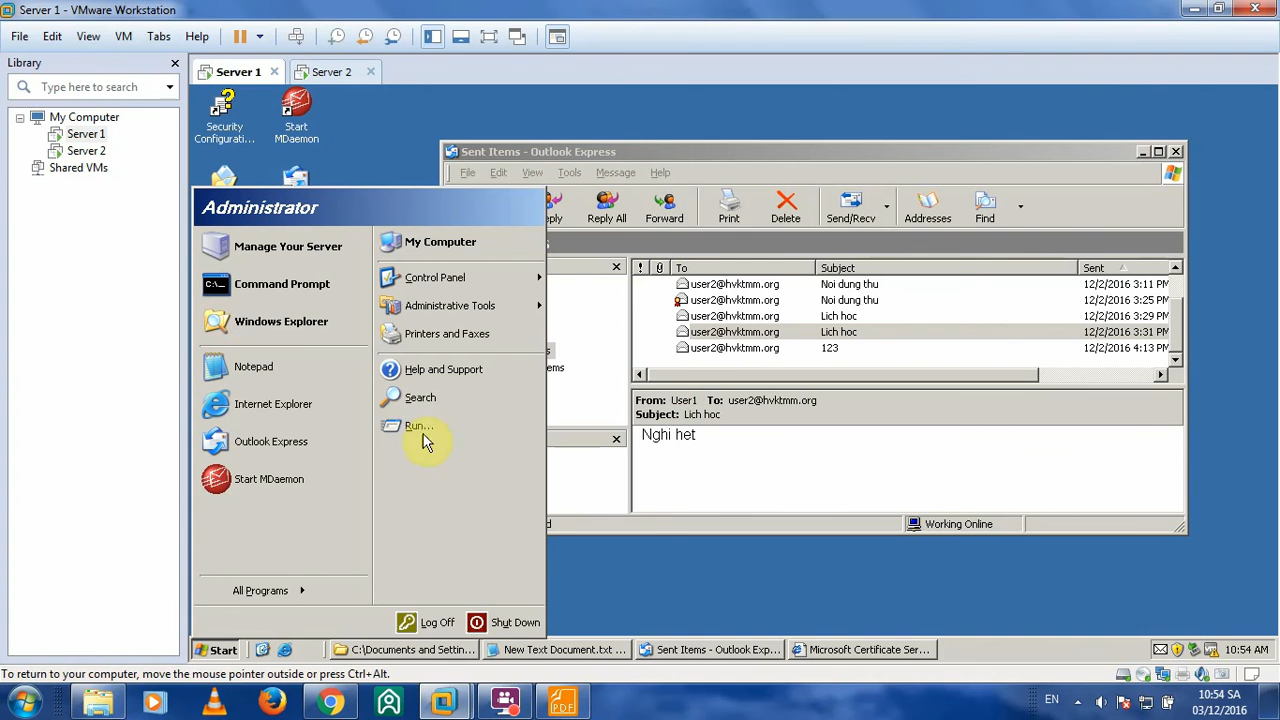 Server 1 - VMware Workstation
File Edit View VM Tabs Help
Library
Server 1
Server 2
Type here to search
My Computer
Server 1
Server 2
Shared VMs
Security
Configurati...
Start
MDaemon
Sent Items - Outlook Express
File Edit View Tools Message Help
Reply All
Forward
Print
Delete
Send/Recv
Addresses
Find
To Subject Sent
user2@hvktmm.org Noi dung thu 12/2/2016 3:11 PM
user2@hvktmm.org Noi dung thu 12/2/2016 3:25 PM
user2@hvktmm.org Lich hoc 12/2/2016 3:29 PM
user2@hvktmm.org Lich hoc 12/2/2016 3:31 PM
user2@hvktmm.org 123 12/2/2016 4:13 PM
From: User1 To: user2@hvktmm.org
Subject: Lich hoc
Nghi het
Working Online
Administrator
Manage Your Server
Command Prompt
Windows Explorer
Notepad
Internet Explorer
Outlook Express
Start MDaemon
All Programs
My Computer
Control Panel
Administrative Tools
Printers and Faxes
Help and Support
Search
Run...
Log Off
Shut Down
Start
C:\Documents and Settin...
New Text Document.txt ...
Sent Items - Outlook Exp...
Microsoft Certificate Ser...
10:54 AM
To return to your computer, move the mouse pointer outside or press Ctrl+Alt.
PDF
EN
10:54 SA
03/12/2016